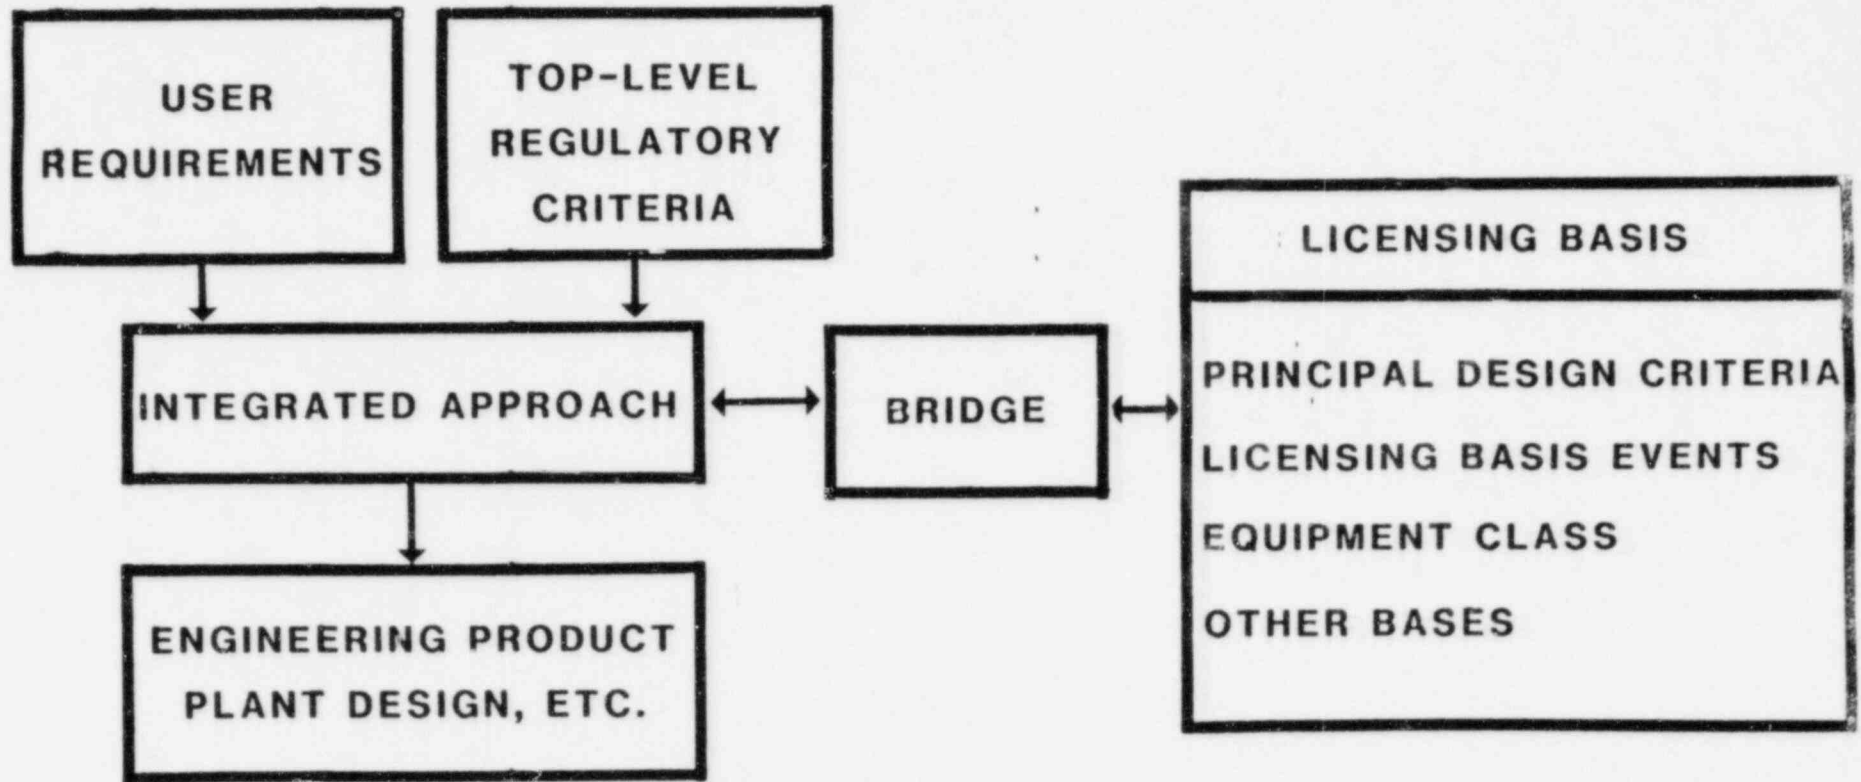 USER
REQUIREMENTS
TOP-LEVEL
REGULATORY
CRITERIA
INTEGRATED APPROACH
BRIDGE
ENGINEERING PRODUCT
PLANT DESIGN, ETC.
LICENSING BASIS
PRINCIPAL DESIGN CRITERIA
LICENSING BASIS EVENTS
EQUIPMENT CLASS
OTHER BASES